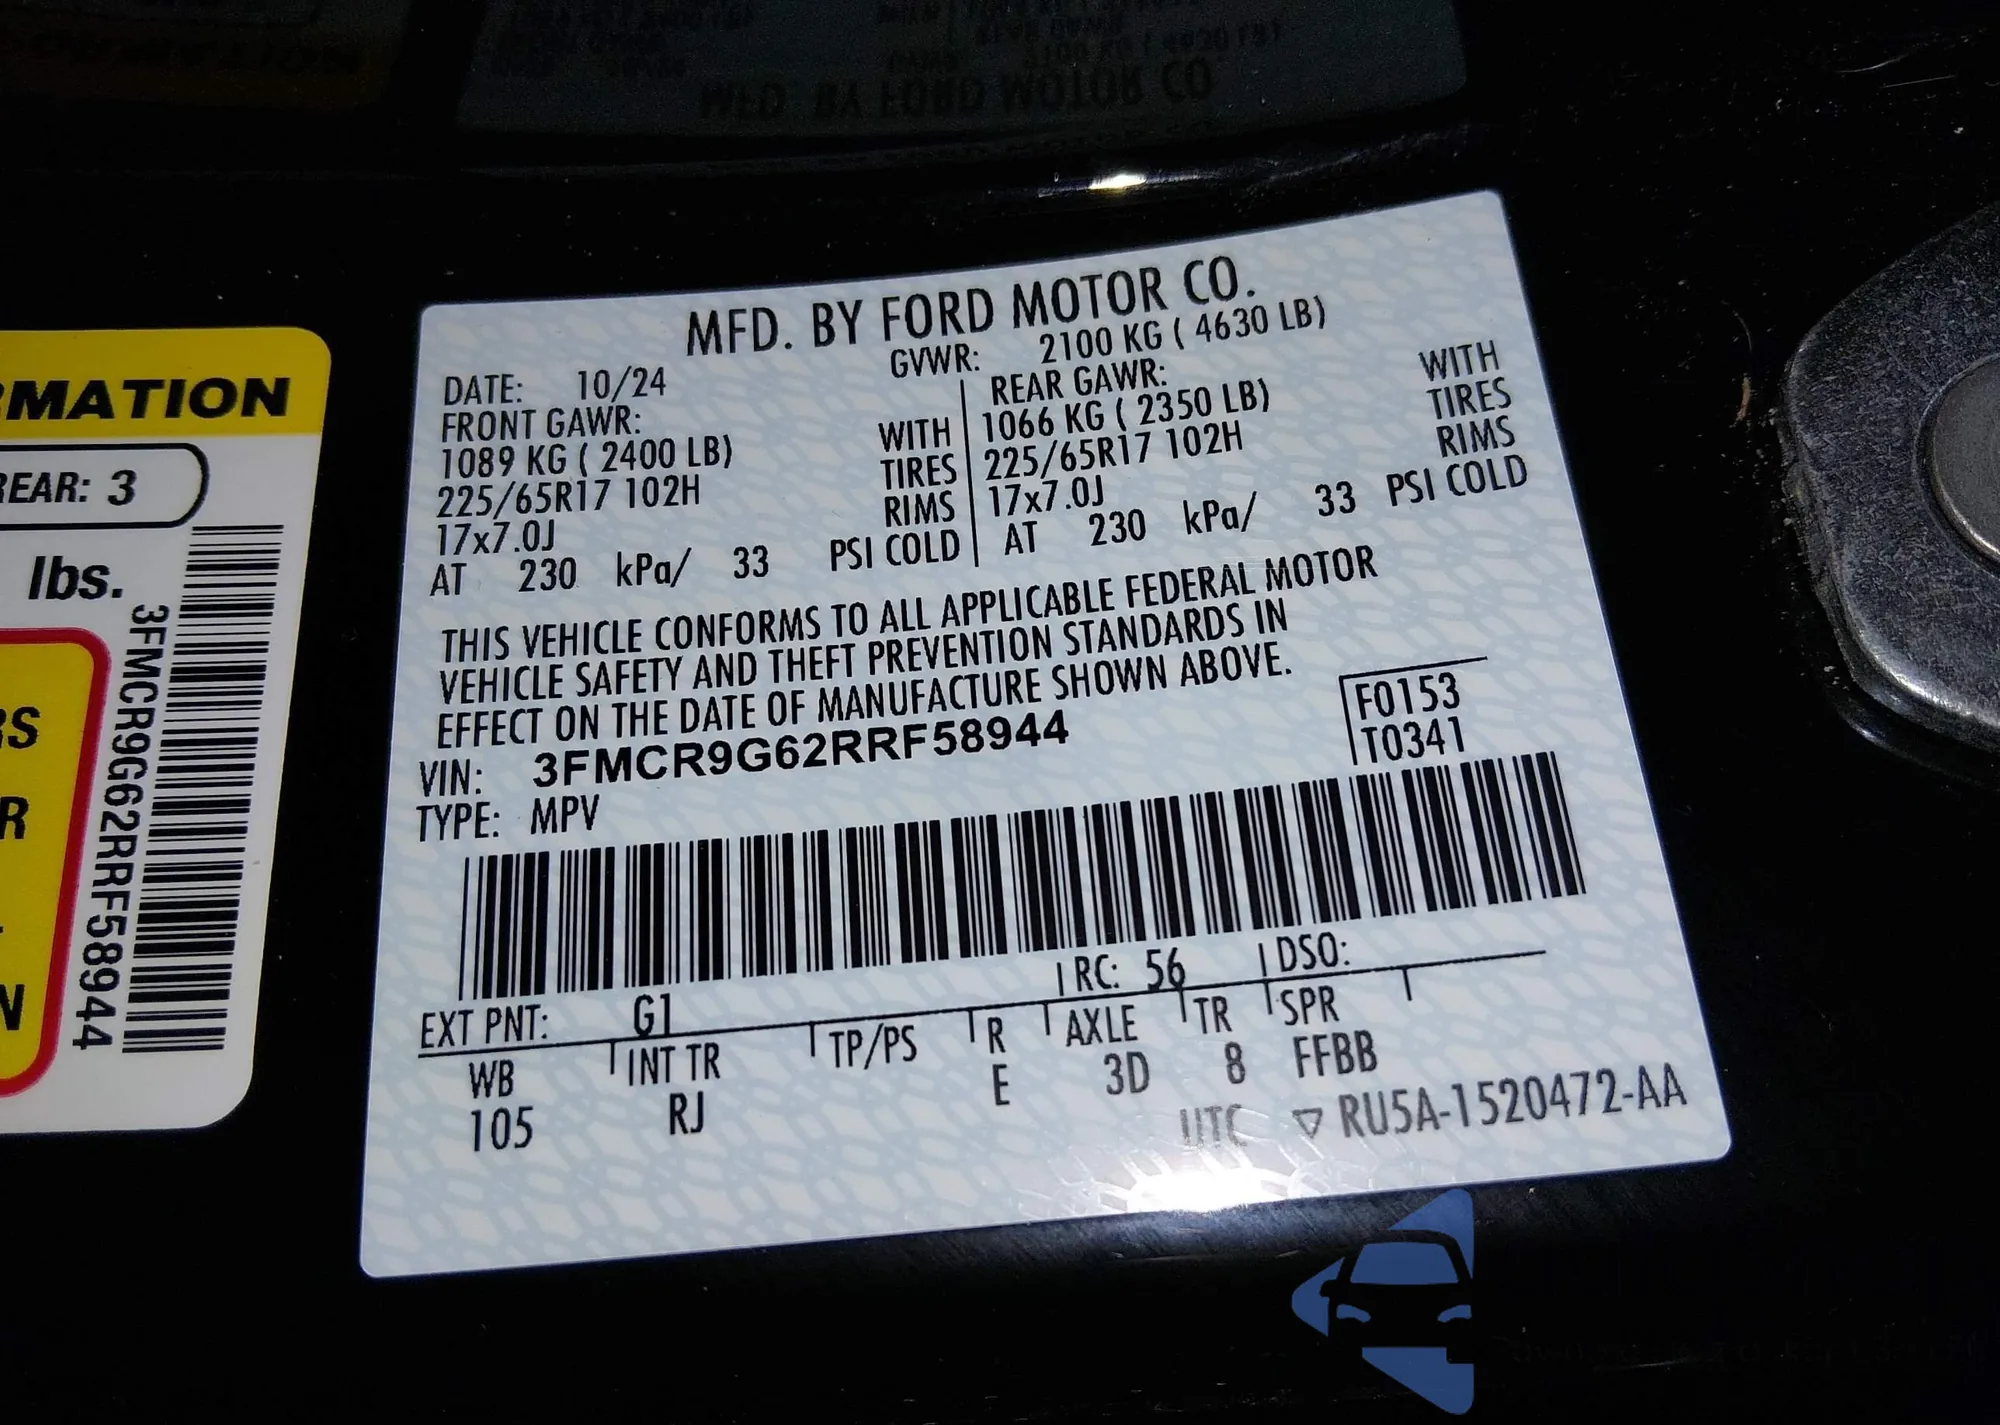 MFD. BY FORD MOTOR CO.
DATE: 10/24 GVWR: 2100 KG ( 4630 LB)
FRONT GAWR: REAR GAWR: WITH
1089 KG ( 2400 LB) WITH 1066 KG ( 2350 LB) TIRES
225/65R17 102H TIRES 225/65R17 102H RIMS
17x7.0J RIMS 17x7.0J
AT 230 kPa/ 33 PSI COLD AT 230 kPa/ 33 PSI COLD
THIS VEHICLE CONFORMS TO ALL APPLICABLE FEDERAL MOTOR
VEHICLE SAFETY AND THEFT PREVENTION STANDARDS IN
EFFECT ON THE DATE OF MANUFACTURE SHOWN ABOVE.
VIN: 3FMCR9G62RRF58944
F0153
T0341
TYPE: MPV
EXT PNT: G1 RC: 56 DSO:
WB INT TR TP/PS R AXLE TR SPR
105 RJ E 3D 8 FFBB
UTC ▽ RU5A-1520472-AA
RMATION
REAR: 3
lbs.
3FMCR9G62RRF58944
RS
R
N